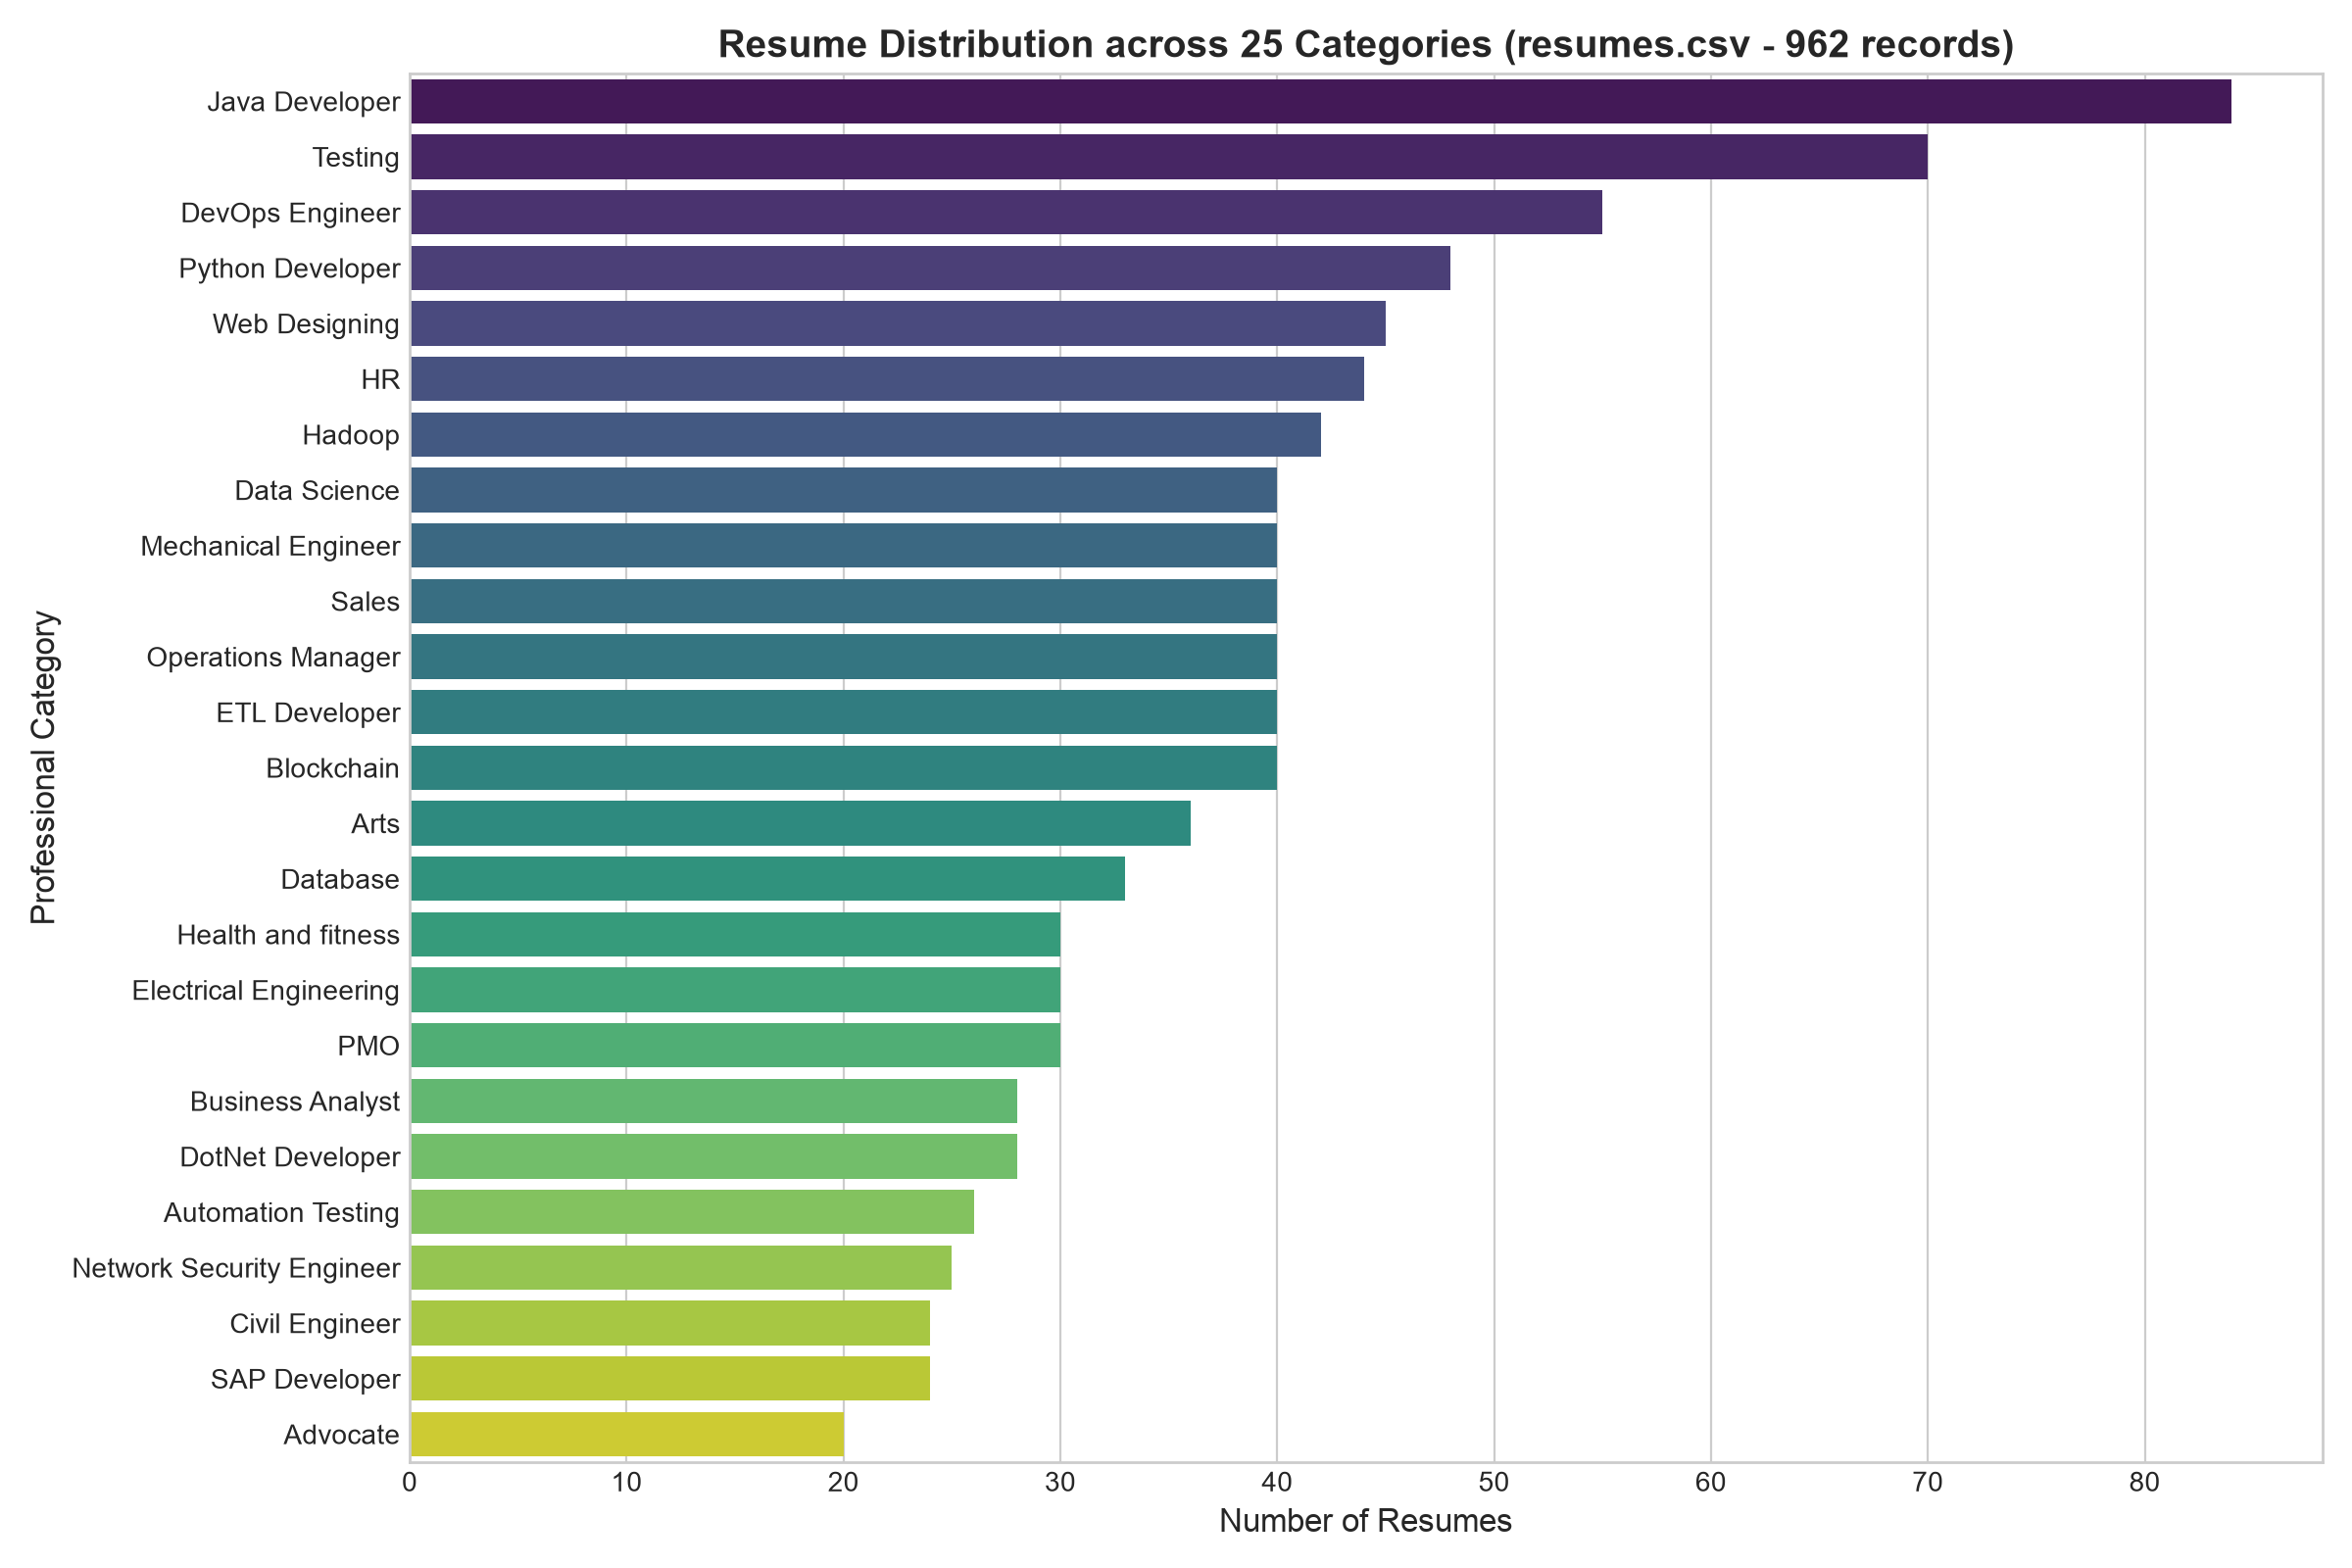 Resume Distribution across 25 Categories (resumes.csv - 962 records)
Professional Category
Java Developer
Testing
DevOps Engineer
Python Developer
Web Designing
HR
Hadoop
Data Science
Mechanical Engineer
Sales
Operations Manager
ETL Developer
Blockchain
Arts
Database
Health and fitness
Electrical Engineering
PMO
Business Analyst
DotNet Developer
Automation Testing
Network Security Engineer
Civil Engineer
SAP Developer
Advocate
0 10 20 30 40 50 60 70 80
Number of Resumes